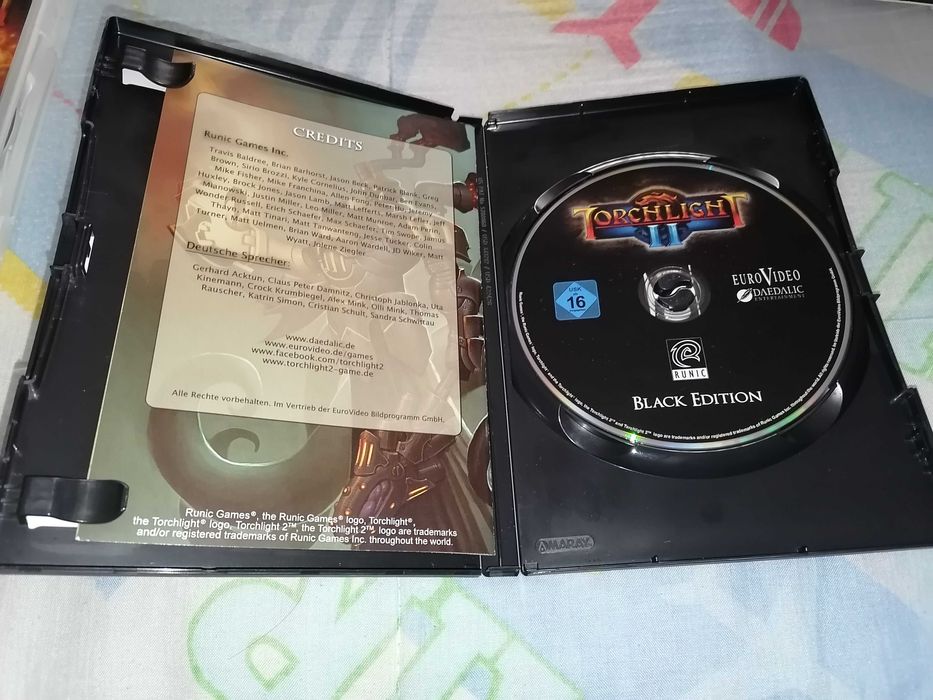 CREDITS
Runic Games Inc.
Travis Baldree, Brian Barhorst, Jason Beck, Patrick Blank, Greg
Brown, Sirio Brozzi, Kyle Cornelius, John Dunbar, Ben Evans,
Mike Fisher, Mike Franchina, Allen Fong, Jeremy
Huxley, Brock Jones, Jason Lamb, Matt Lefferts, Marsh Lefler, Jeff
Mianowski, Justin Miller, Leo Miller, Matt Munroe, Adam Perin,
Wonder Russell, Erich Schaefer, Max Schaefer, Tim Swope, Jamus
Thayn, Matt Tinari, Matt Tanwanteng, Jesse Tucker, Colin
Turner, Matt Uelmen, Brian Ward, Aaron Wardell, JD Wiker, Matt
Wyatt, Jolene Ziegler
Deutsche Sprecher:
Gerhard Acktun, Claus Peter Damnitz, Christoph Jablonka, Uta
Kinemann, Crock Krumbiegel, Alex Mink, Olli Mink, Thomas
Rauscher, Katrin Simon, Cristian Schult, Sandra Schwittau
www.daedalic.de
www.eurovideo.de/games
www.facebook.com/torchlight2
www.torchlight2-game.de
Alle Rechte vorbehalten. Im Vertrieb der EuroVideo Bildprogramm GmbH.
Runic Games®, the Runic Games® logo, Torchlight®,
the Torchlight® logo, Torchlight 2™, the Torchlight 2™ logo are trademarks
and/or registered trademarks of Runic Games Inc. throughout the world.
TORCHLIGHT
II
USK
16
EUROVIDEO
DAEDALIC
ENTERTAINMENT
RUNIC
BLACK EDITION
AMARAY